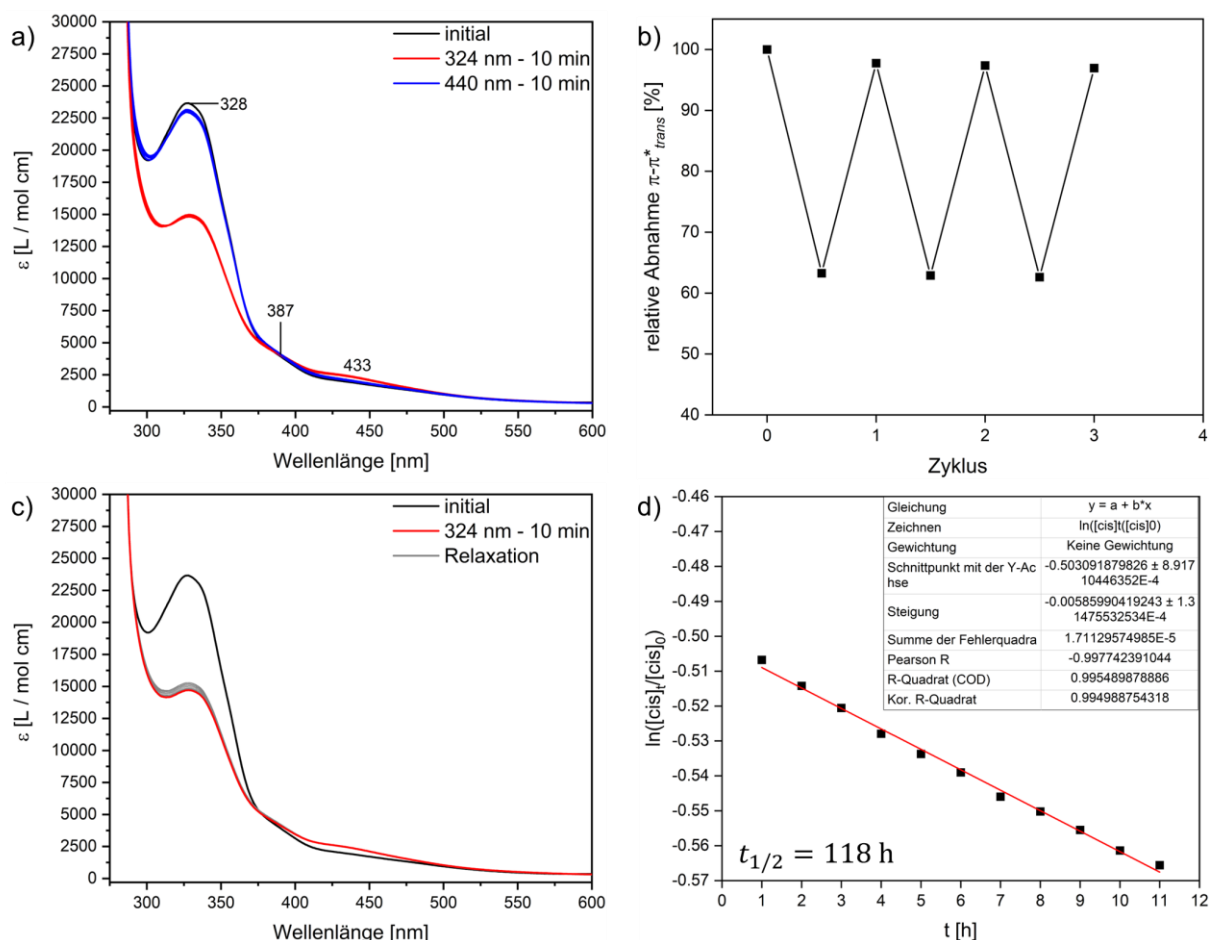 a)
30000
27500
25000
22500
20000
17500
15000
12500
10000
7500
5000
2500
0
ε [L / mol cm]
initial
324 nm - 10 min
440 nm - 10 min
328
387
433
300 350 400 450 500 550 600
Wellenlänge [nm]
b)
100
90
80
70
60
50
40
relative Abnahme π-π*trans [%]
0 1 2 3 4
Zyklus
c)
30000
27500
25000
22500
20000
17500
15000
12500
10000
7500
5000
2500
0
ε [L / mol cm]
initial
324 nm - 10 min
Relaxation
300 350 400 450 500 550 600
Wellenlänge [nm]
d)
-0.46
-0.47
-0.48
-0.49
-0.50
-0.51
-0.52
-0.53
-0.54
-0.55
-0.56
-0.57
ln([cis]t/[cis]0)
Gleichung y = a + b*x
Zeichnen ln([cis]t([cis]0)
Gewichtung Keine Gewichtung
Schnittpunkt mit der Y-Ac
hse
-0.503091879826 ± 8.917
10446352E-4
Steigung
-0.00585990419243 ± 1.3
1475532534E-4
Summe der Fehlerquadra 1.71129574985E-5
Pearson R -0.997742391044
R-Quadrat (COD) 0.995489878886
Kor. R-Quadrat 0.994988754318
t1/2 = 118 h
0 1 2 3 4 5 6 7 8 9 10 11 12
t [h]